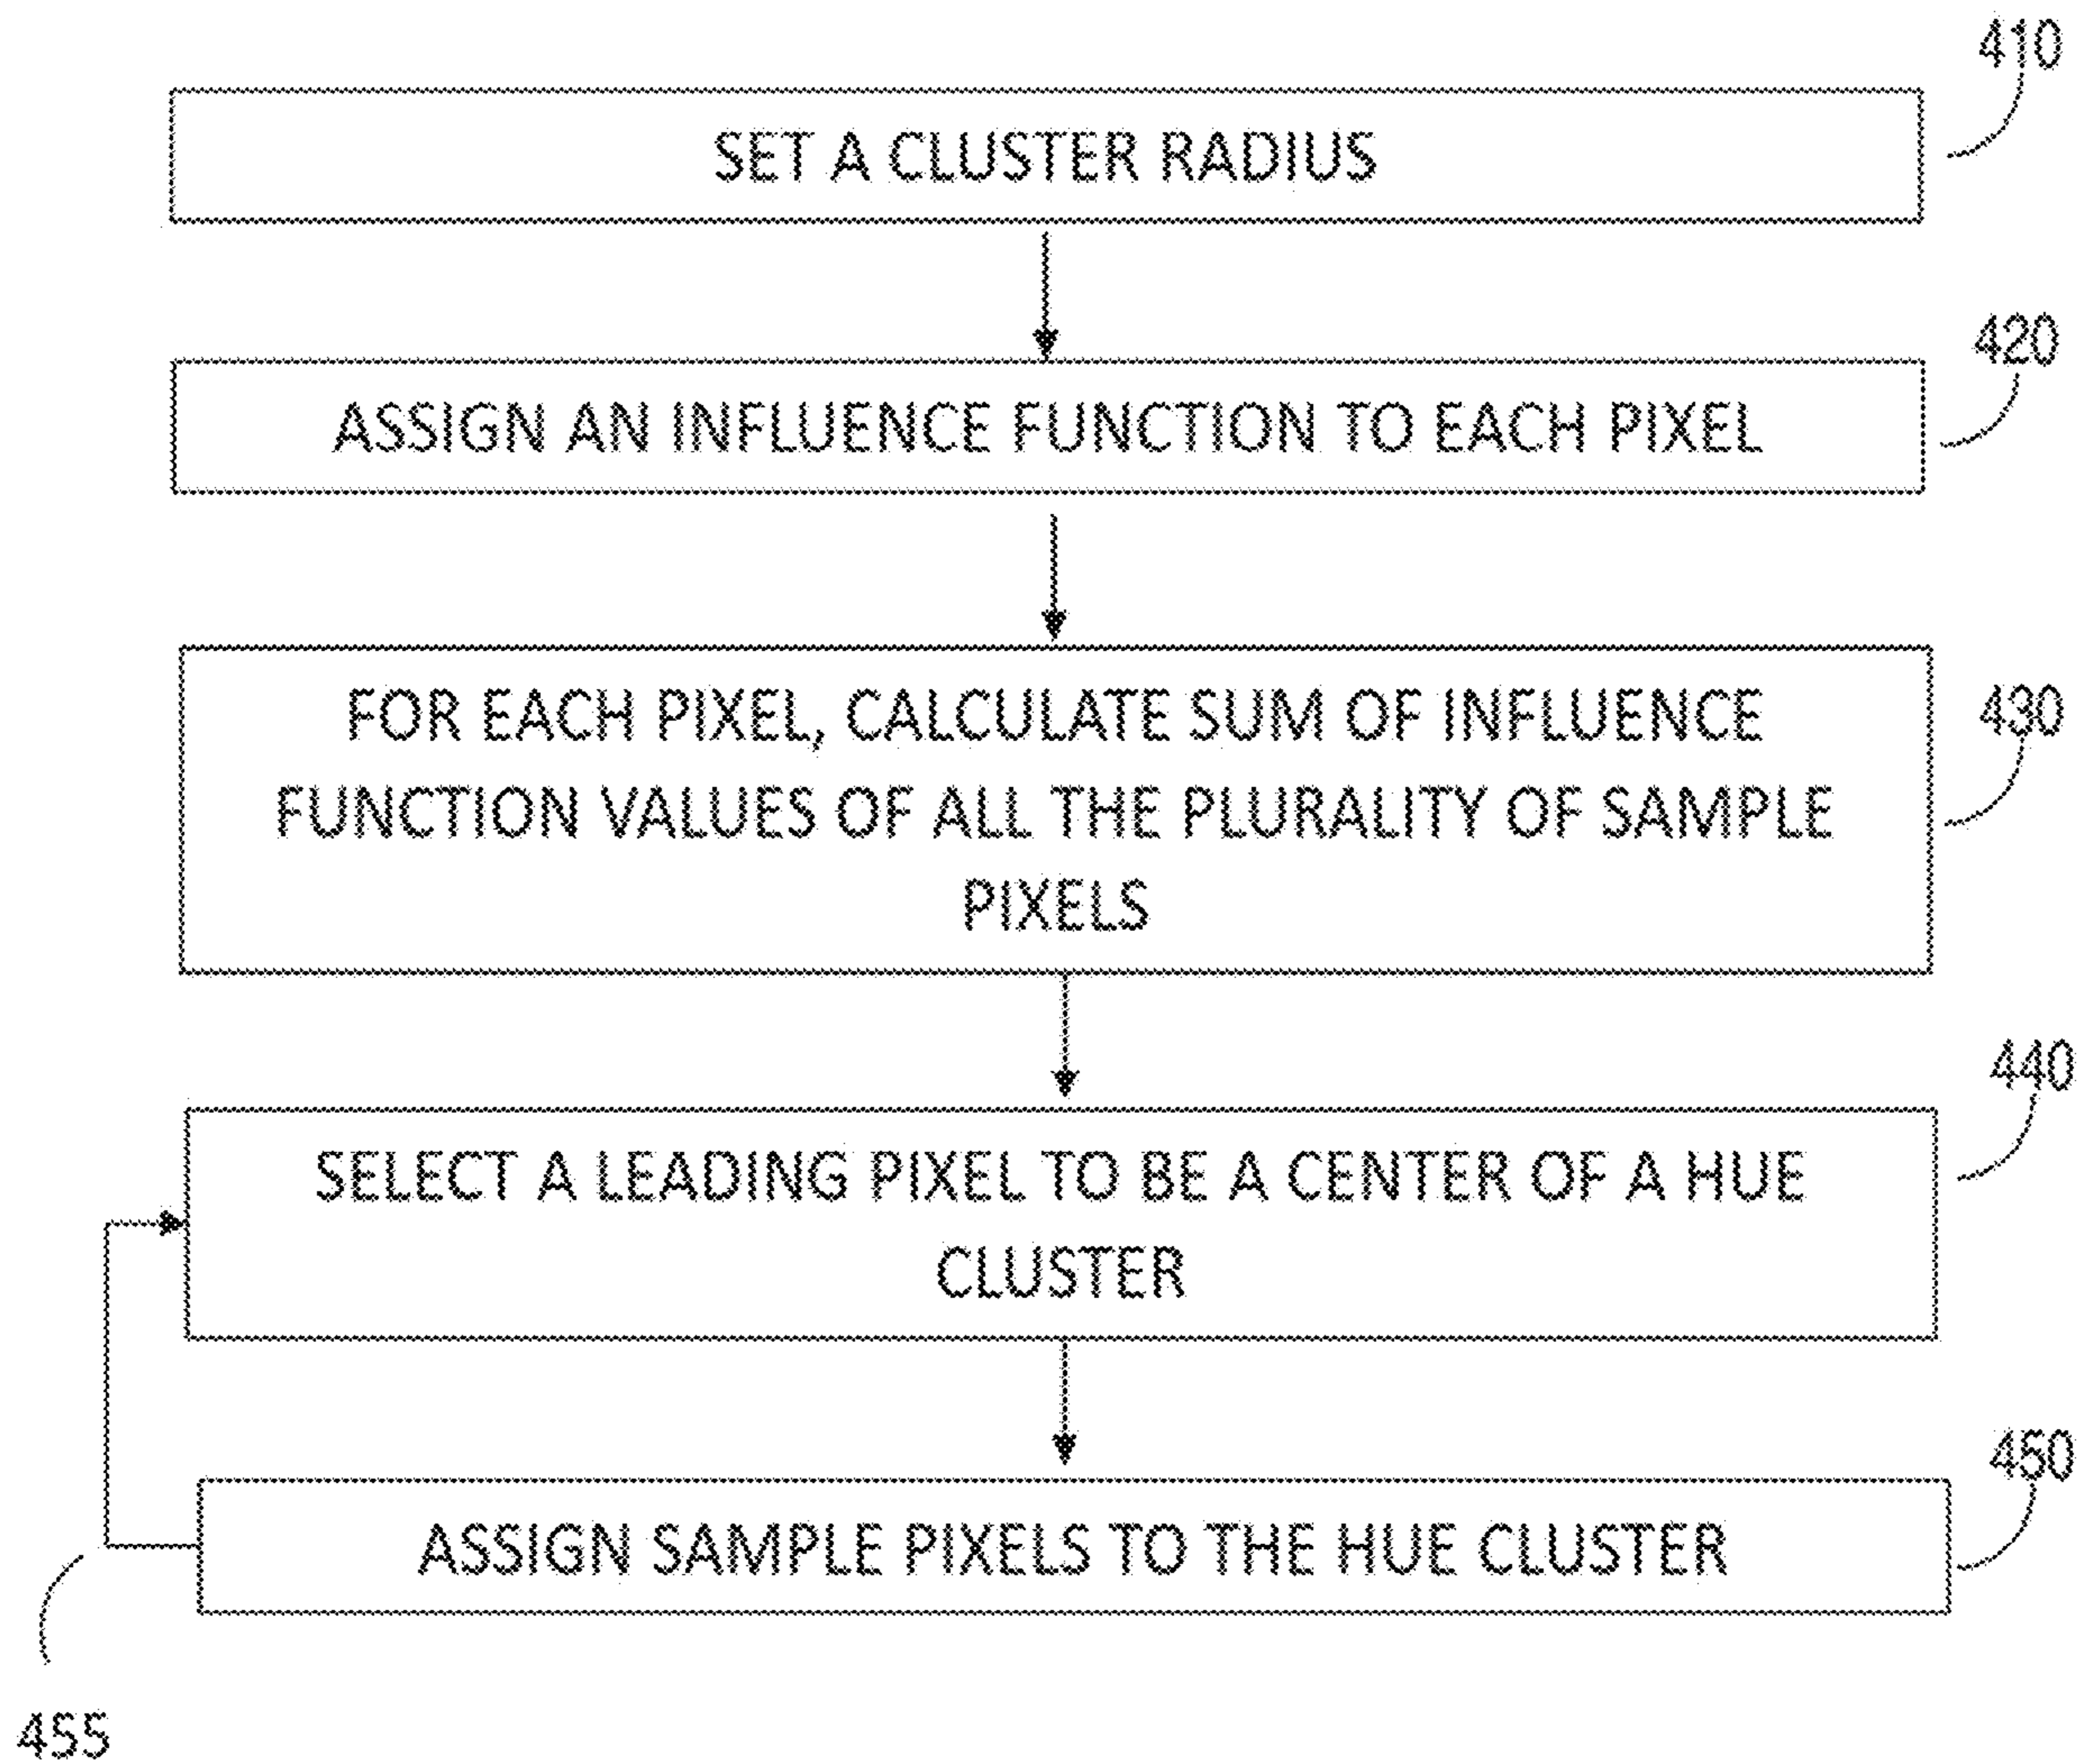 410
SET A CLUSTER RADIUS
420
ASSIGN AN INFLUENCE FUNCTION TO EACH PIXEL
FOR EACH PIXEL, CALCULATE SUM OF INFLUENCE
430
FUNCTION VALUES OF ALL THE PLURALITY OF SAMPLE
PIXELS
440
SELECT A LEADING PIXEL TO BE A CENTER OF A HUE
CLUSTER
450
ASSIGN SAMPLE PIXELS TO THE HUE CLUSTER
455